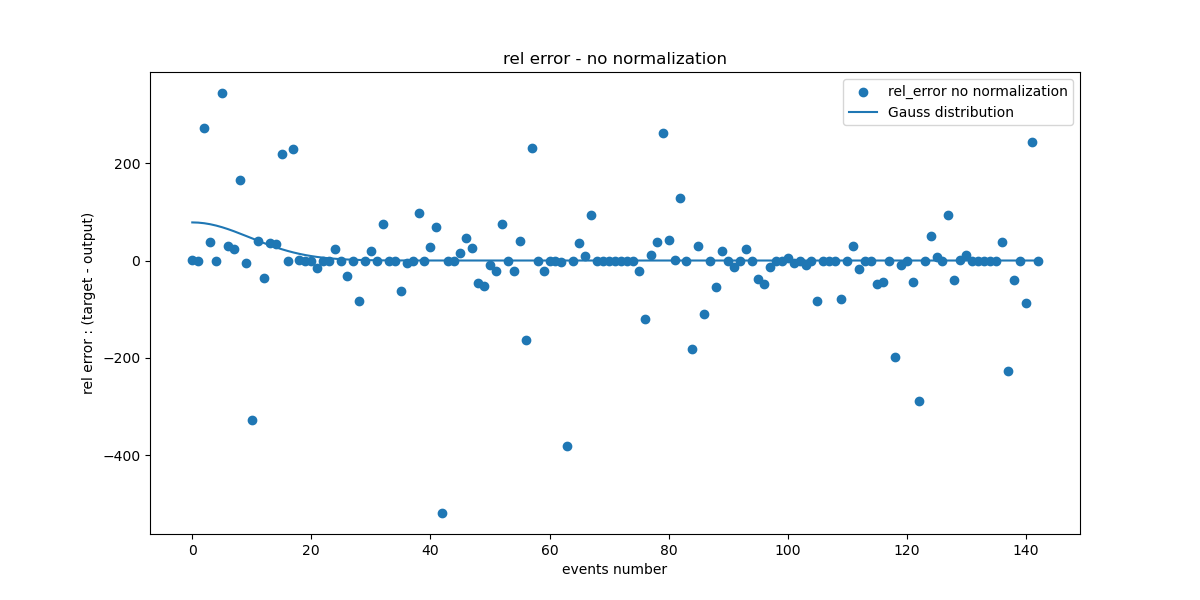 rel error - no normalization
rel_error no normalization
Gauss distribution
rel error : (target - output)
200
0
−200
−400
0
20
40
60
80
100
120
140
events number